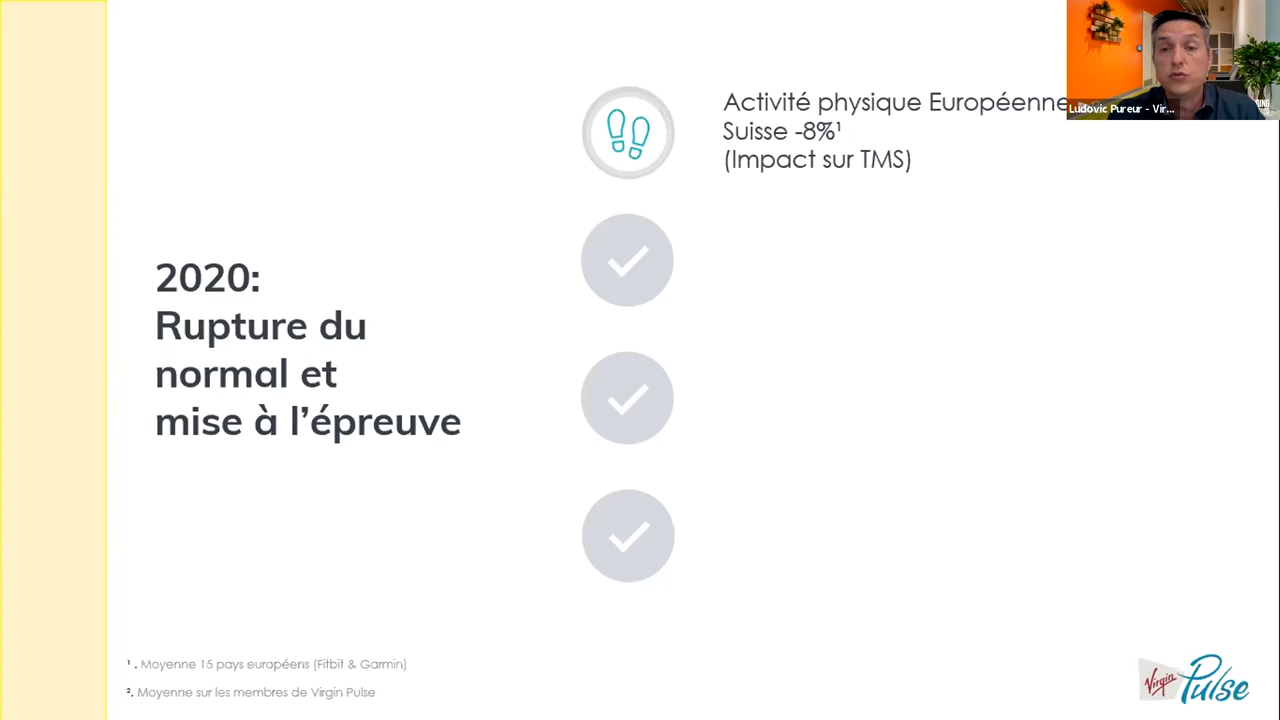 Activité physique Européenne
Suisse -8%¹
(Impact sur TMS)
Ludovic Pureur - Vir...
2020:
Rupture du
normal et
mise à l’épreuve
¹ . Moyenne 15 pays européens (Fitbit & Garmin)
². Moyenne sur les membres de Virgin Pulse
Virgin Pulse